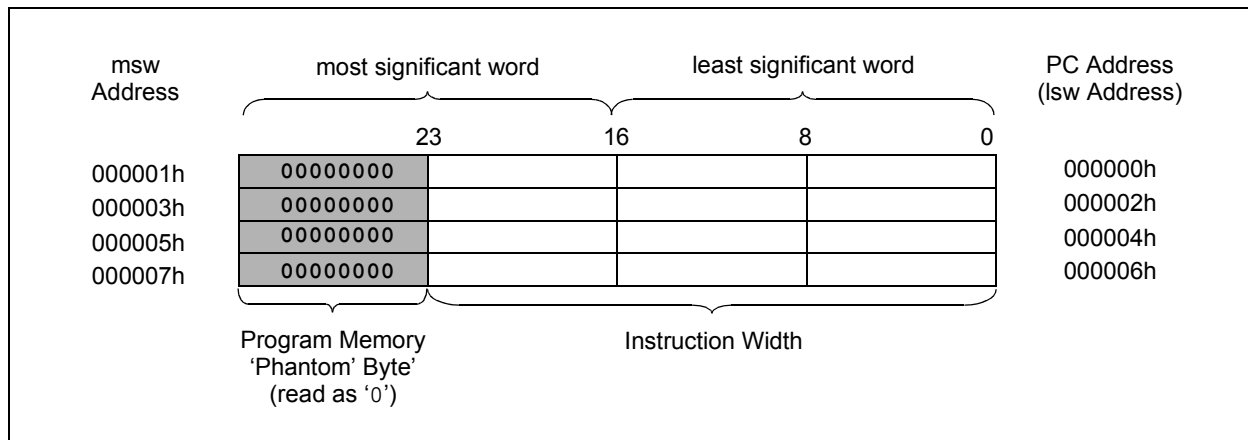 msw
Address
most significant word
least significant word
PC Address
(lsw Address)
23 16 8 0
000001h 00000000 000000h
000003h 00000000 000002h
000005h 00000000 000004h
000007h 00000000 000006h
Program Memory
‘Phantom’ Byte’
(read as ‘0’)
Instruction Width